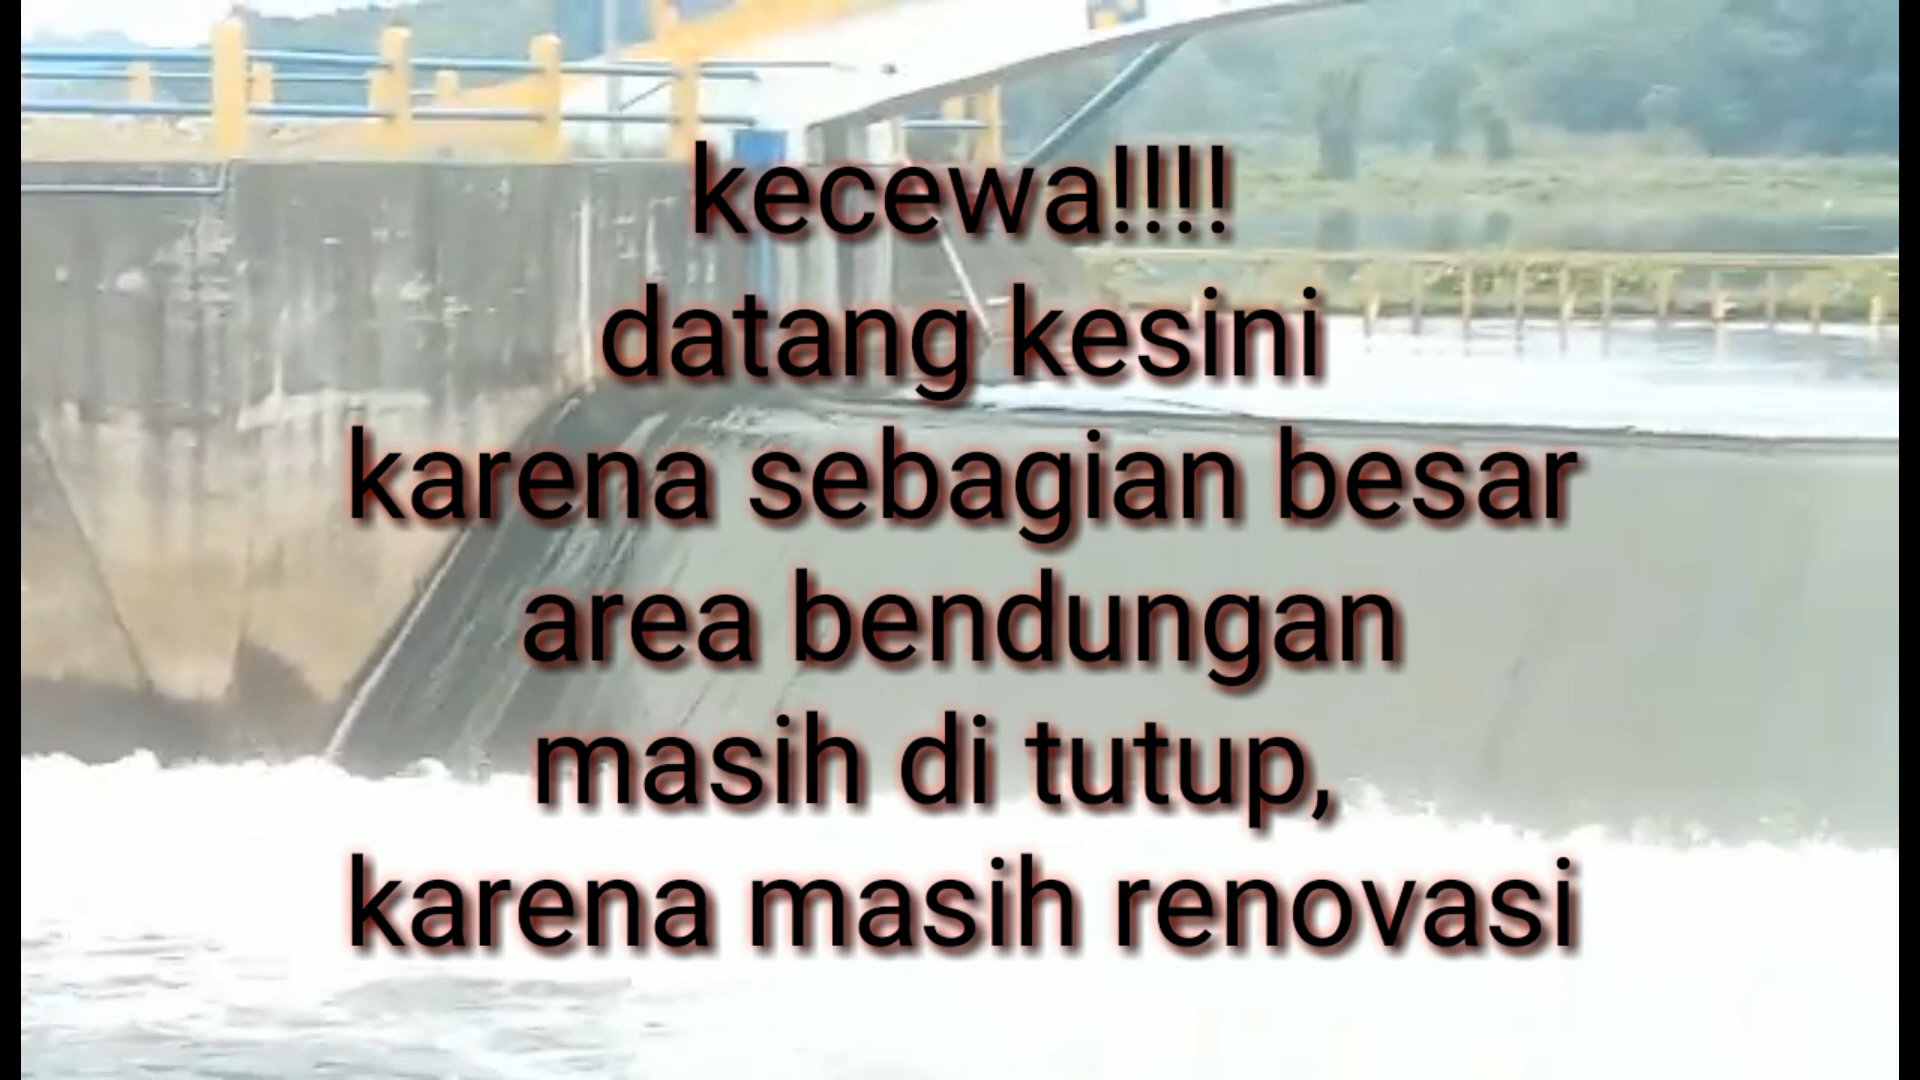 kecewa!!!!
datang kesini
karena sebagian besar
area bendungan
masih di tutup,
karena masih renovasi